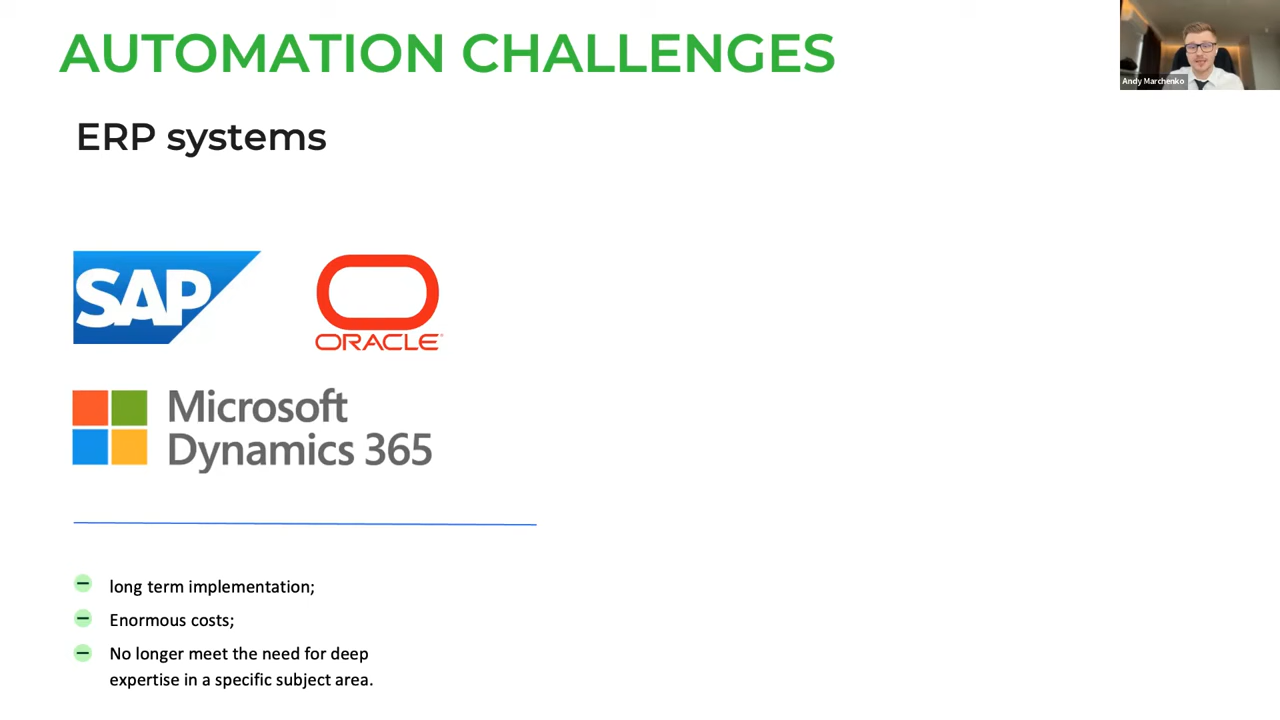 AUTOMATION CHALLENGES
Andy Marchenko
ERP systems
SAP
ORACLE
Microsoft
Dynamics 365
long term implementation;
Enormous costs;
No longer meet the need for deep
expertise in a specific subject area.